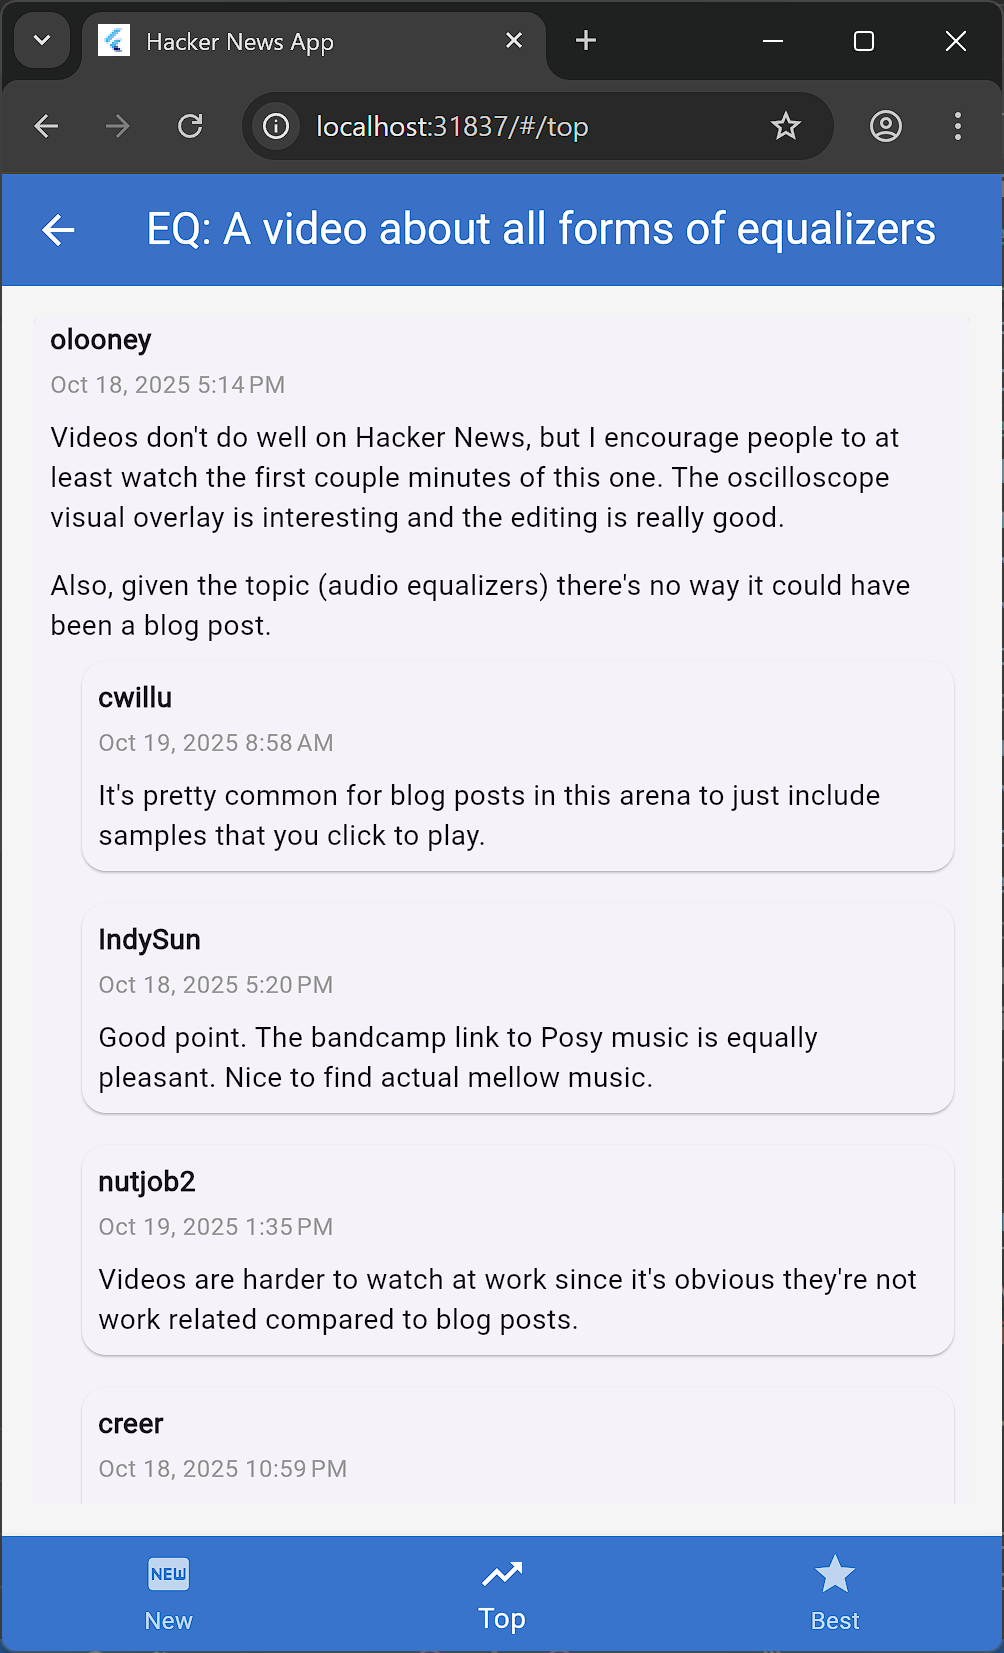 Hacker News App
localhost:31837/#/top
EQ: A video about all forms of equalizers
olooney
Oct 18, 2025 5:14 PM
Videos don't do well on Hacker News, but I encourage people to at
least watch the first couple minutes of this one. The oscilloscope
visual overlay is interesting and the editing is really good.
Also, given the topic (audio equalizers) there's no way it could have
been a blog post.
cwillu
Oct 19, 2025 8:58 AM
It's pretty common for blog posts in this arena to just include
samples that you click to play.
IndySun
Oct 18, 2025 5:20 PM
Good point. The bandcamp link to Posy music is equally
pleasant. Nice to find actual mellow music.
nutjob2
Oct 19, 2025 1:35 PM
Videos are harder to watch at work since it's obvious they're not
work related compared to blog posts.
creer
Oct 18, 2025 10:59 PM
NEW
New
Top
Best